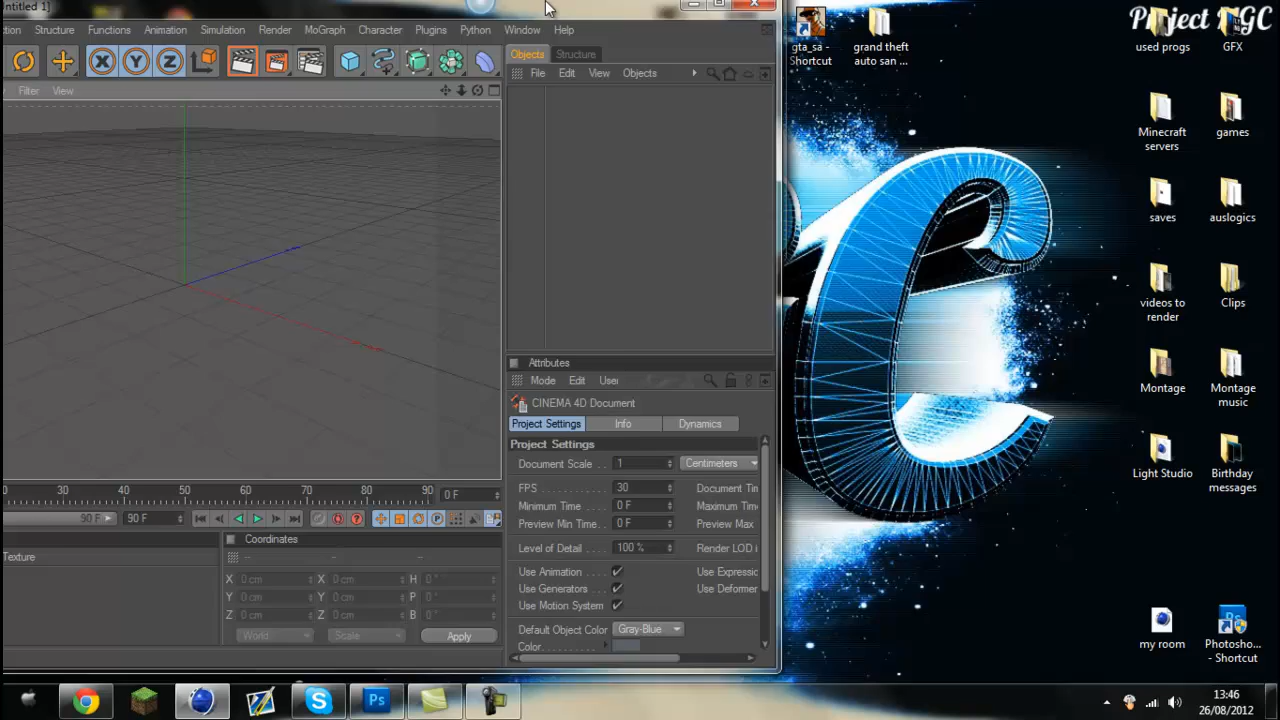 Untitled 1]
ction Structure Functions Animation Simulation Render MoGraph Character Plugins Python Window Help
Objects Structure
File Edit View Objects
Filter View
Attributes
Mode Edit User
CINEMA 4D Document
Project Settings Info Dynamics
Project Settings
Document Scale . . 1 Centimeters
FPS 30 Document Tim
Minimum Time. . 0 F Maximum Time
Preview Min Time. . 0 F Preview Max
Level of Detail 100 % Render LOD i
Use Animation Use Expressio
Use Generators Use Deformer
Use Motion System
Default Object Color Gray-Blue
Color.
0 30 40 50 60 70 80 90 0 F
90 F 90 F
Texture
Coordinates
-- -- --
X 0 cm X 0 cm H 0 °
Y 0 cm Y 0 cm P 0 °
Z 0 cm Z 0 cm B 0 °
World Scale Apply
gta_sa - Shortcut
grand theft auto san ...
Project GC
used progs
GFX
Minecraft servers
games
saves
auslogics
videos to render
Clips
Montage
Montage music
Light Studio
Birthday messages
my room
Photosho... - Shortcut
Ps
13:46
26/08/2012